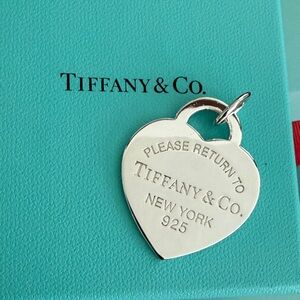 TIFFANY & CO.
PLEASE RETURN TO
TIFFANY & CO.
NEW YORK
925